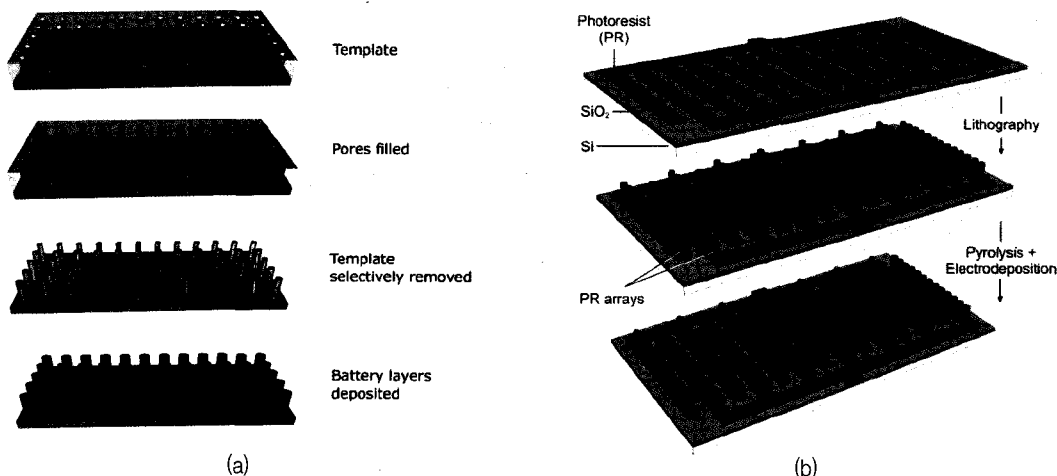 Template
Pores filled
Template
selectively removed
Battery layers
deposited
(a)
Photoresist
(PR)
SiO₂
Si
Lithography
PR arrays
Pyrolysis +
Electrodeposition
(b)